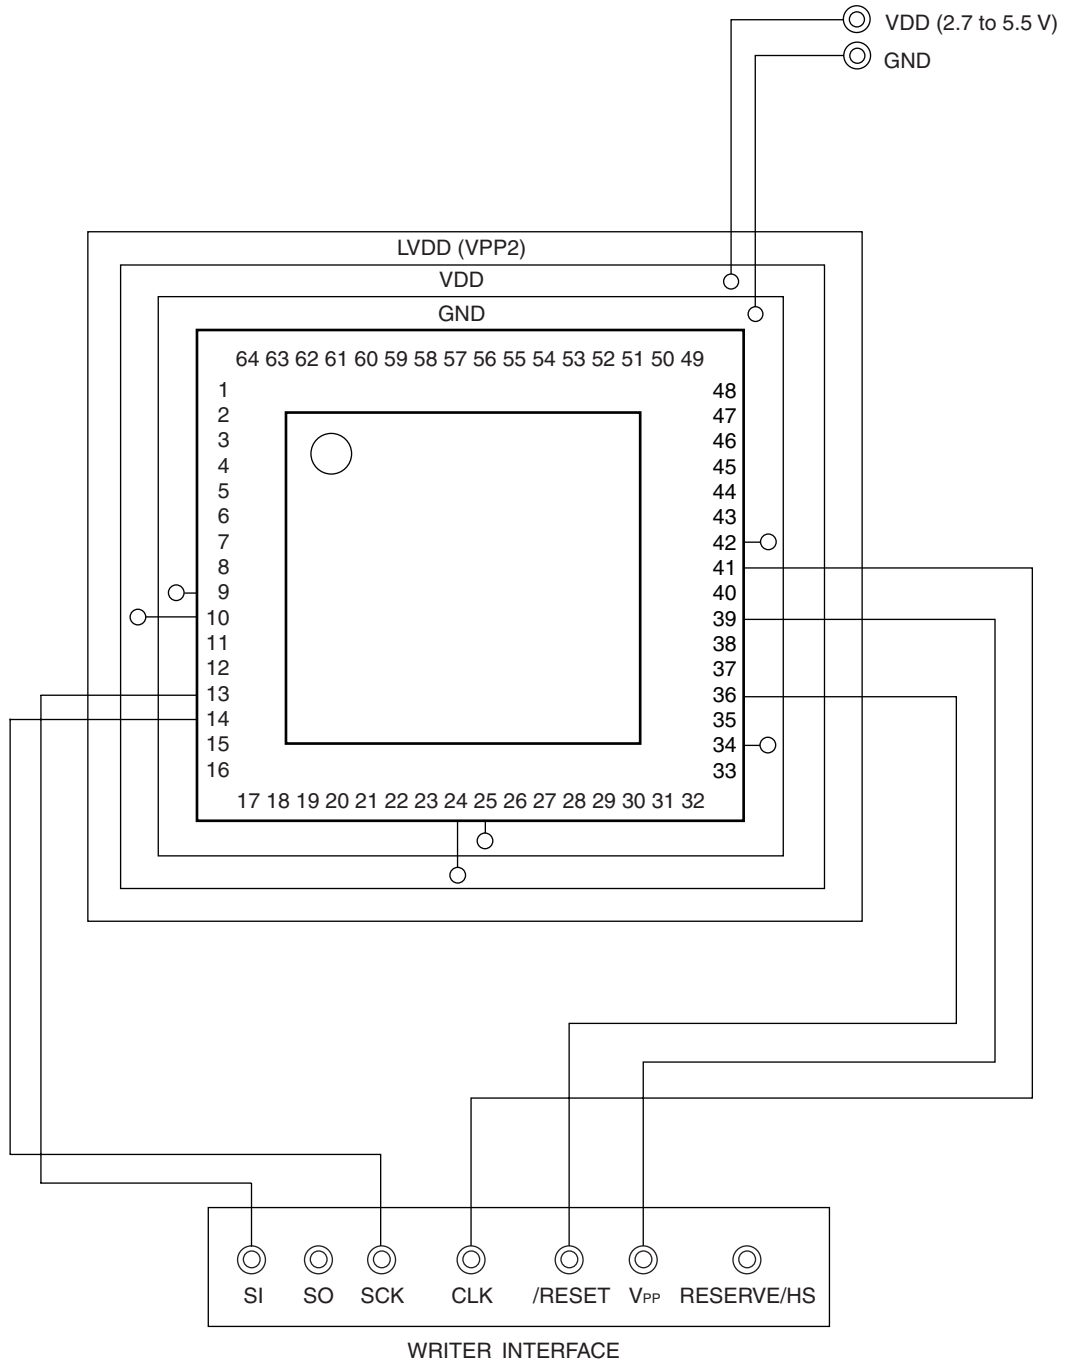 VDD (2.7 to 5.5 V)
GND
LVDD (VPP2)
VDD
GND
64 63 62 61 60 59 58 57 56 55 54 53 52 51 50 49
1 48
2 47
3 46
4 45
5 44
6 43
7 42
8 41
9 40
10 39
11 38
12 37
13 36
14 35
15 34
16 33
17 18 19 20 21 22 23 24 25 26 27 28 29 30 31 32
SI SO SCK CLK /RESET VPP RESERVE/HS
WRITER INTERFACE